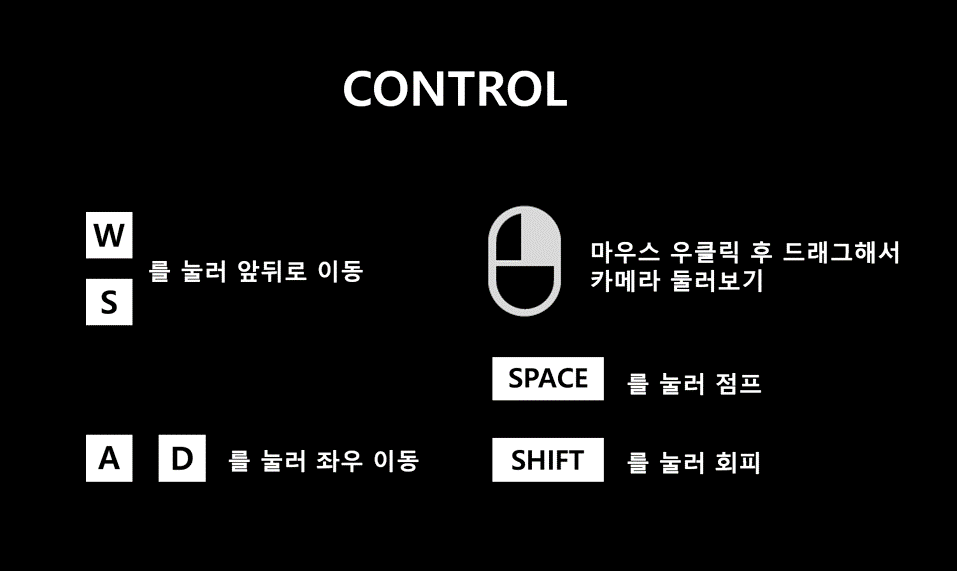 CONTROL
W
S
를 눌러 앞뒤로 이동
A D 를 눌러 좌우 이동
마우스 우클릭 후 드래그해서
카메라 둘러보기
SPACE 를 눌러 점프
SHIFT 를 눌러 회피